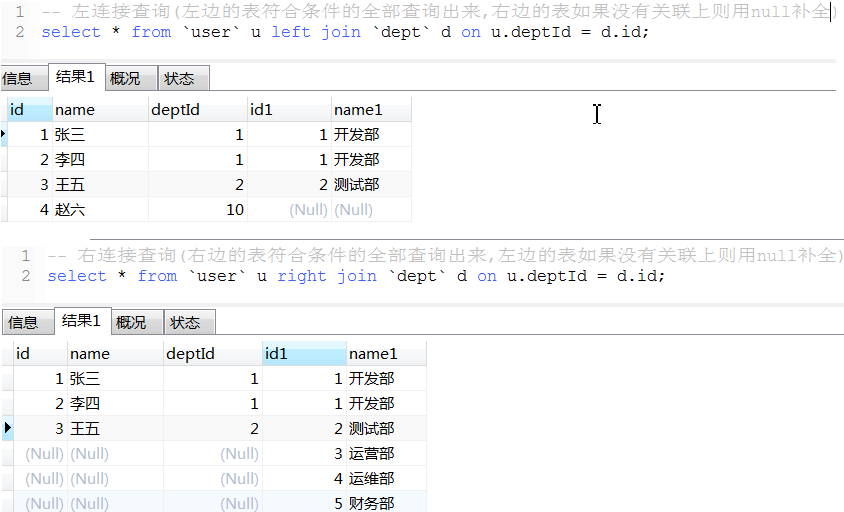 1 -- 左连接查询(左边的表符合条件的全部查询出来,右边的表如果没有关联上则用null补全)
2 select * from `user` u left join `dept` d on u.deptId = d.id;
信息 结果1 概况 状态
id name deptId id1 name1
1 张三 1 1 开发部
2 李四 1 1 开发部
3 王五 2 2 测试部
4 赵六 10 (Null) (Null)
1 -- 右连接查询(右边的表符合条件的全部查询出来,左边的表如果没有关联上则用null补全)
2 select * from `user` u right join `dept` d on u.deptId = d.id;
信息 结果1 概况 状态
id name deptId id1 name1
1 张三 1 1 开发部
2 李四 1 1 开发部
3 王五 2 2 测试部
(Null) (Null) (Null) 3 运营部
(Null) (Null) (Null) 4 运维部
(Null) (Null) (Null) 5 财务部